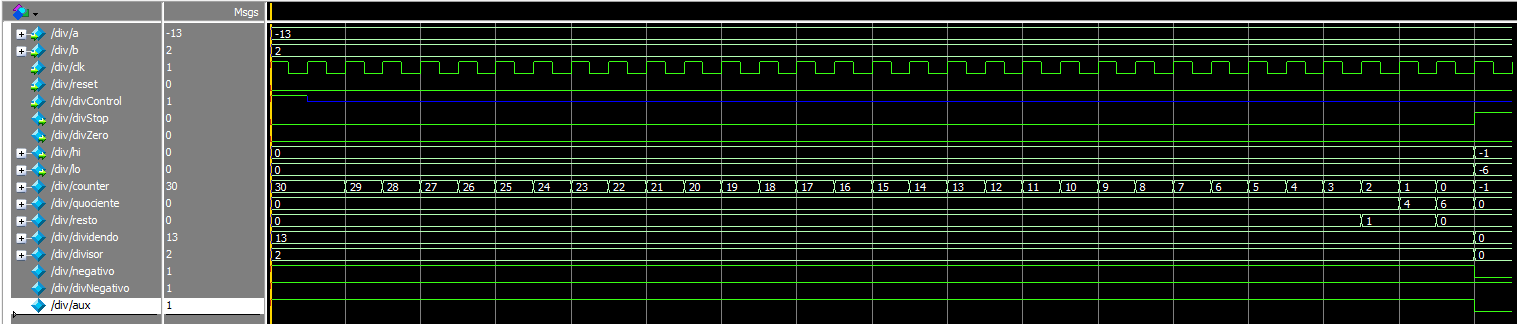 Msgs
/div/a -13 -13
/div/b 2 2
/div/clk 1
/div/reset 0
/div/divControl 1
/div/divStop 0
/div/divZero 0
/div/hi 0 0 -1
/div/lo 0 0 -6
/div/counter 30 30 29 28 27 26 25 24 23 22 21 20 19 18 17 16 15 14 13 12 11 10 9 8 7 6 5 4 3 2 1 0 -1
/div/quociente 0 0 4 6 0
/div/resto 0 0 1 0
/div/dividendo 13 13 0
/div/divisor 2 2 0
/div/negativo 1
/div/divNegativo 1
/div/aux 1